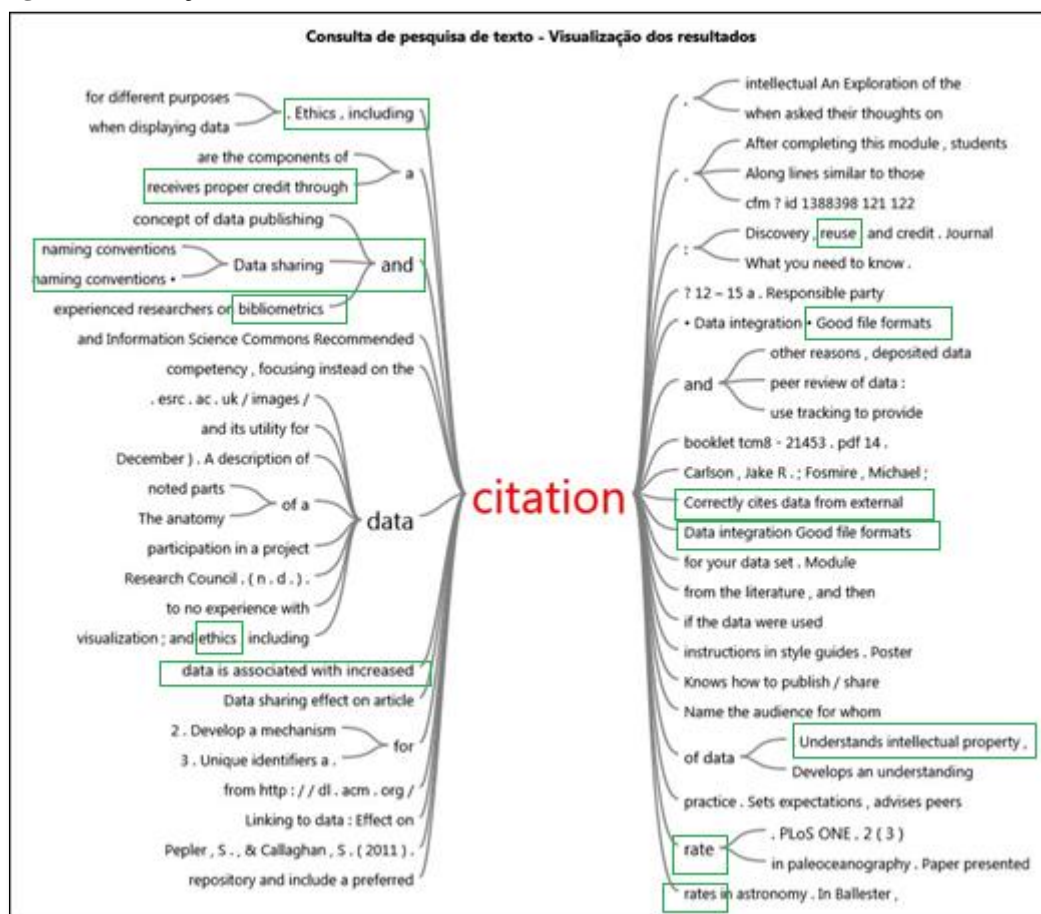 Consulta de pesquisa de texto - Visualização dos resultados
for different purposes
when displaying data
. Ethics , including
are the components of
receives proper credit through
a
concept of data publishing
naming conventions
naming conventions •
Data sharing
experienced researchers or bibliometrics
and
and Information Science Commons Recommended
competency , focusing instead on the
. esrc . ac . uk / images /
and its utility for
December ) . A description of
noted parts
The anatomy
of a
participation in a project
Research Council . ( n . d . ) .
to no experience with
visualization ; and ethics including
data
data is associated with increased
Data sharing effect on article
2 . Develop a mechanism
3 . Unique identifiers a .
for
from http : / / dl . acm . org /
Linking to data : Effect on
Pepler , S . , & Callaghan , S . ( 2011 ) .
repository and include a preferred
citation
,
intellectual An Exploration of the
when asked their thoughts on
.
After completing this module , students
Along lines similar to those
cfm ? id 1388398 121 122
:
Discovery , reuse and credit . Journal
What you need to know .
? 12 – 15 a . Responsible party
• Data integration • Good file formats
and
other reasons , deposited data
peer review of data :
use tracking to provide
booklet tcm8 - 21453 . pdf 14 .
Carlson , Jake R . ; Fosmire , Michael ;
Correctly cites data from external
Data integration Good file formats
for your data set . Module
from the literature , and then
if the data were used
instructions in style guides . Poster
Knows how to publish / share
Name the audience for whom
of data
Understands intellectual property ,
Develops an understanding
practice . Sets expectations , advises peers
rate
. PLoS ONE , 2 ( 3 )
in paleoceanography . Paper presented
rates in astronomy . In Ballester ,